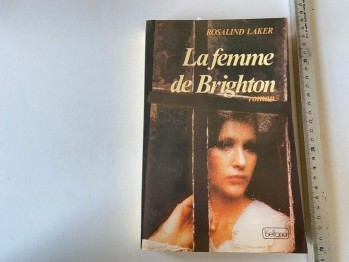 ROSALIND LAKER
La femme
de Brighton
roman
Belfond